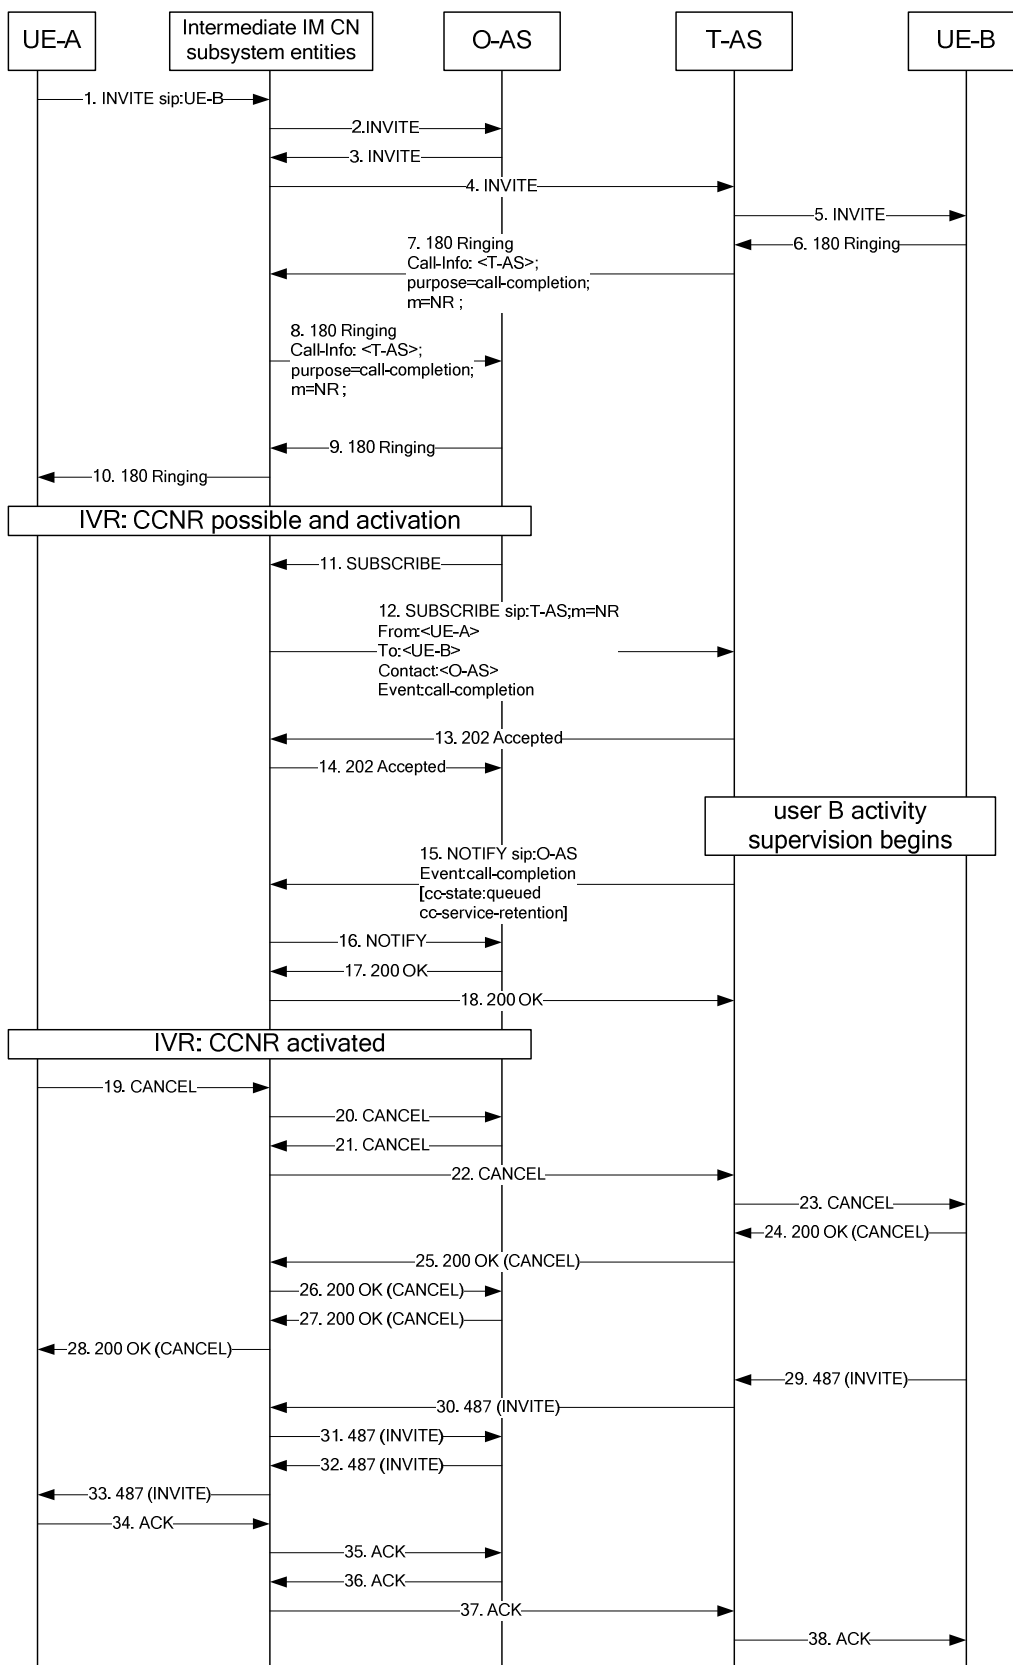 UE-A
Intermediate IM CN
subsystem entities
O-AS
T-AS
UE-B
1. INVITE sip:UE-B
2.INVITE
3. INVITE
4. INVITE
5. INVITE
6. 180 Ringing
7. 180 Ringing
Call-Info: <T-AS>;
purpose=call-completion;
m=NR ;
8. 180 Ringing
Call-Info: <T-AS>;
purpose=call-completion;
m=NR ;
9. 180 Ringing
10. 180 Ringing
IVR: CCNR possible and activation
11. SUBSCRIBE
12. SUBSCRIBE sip:T-AS;m=NR
From:<UE-A>
To:<UE-B>
Contact:<O-AS>
Event:call-completion
13. 202 Accepted
14. 202 Accepted
user B activity
supervision begins
15. NOTIFY sip:O-AS
Event:call-completion
[cc-state:queued
cc-service-retention]
16. NOTIFY
17. 200 OK
18. 200 OK
IVR: CCNR activated
19. CANCEL
20. CANCEL
21. CANCEL
22. CANCEL
23. CANCEL
24. 200 OK (CANCEL)
25. 200 OK (CANCEL)
26. 200 OK (CANCEL)
27. 200 OK (CANCEL)
28. 200 OK (CANCEL)
29. 487 (INVITE)
30. 487 (INVITE)
31. 487 (INVITE)
32. 487 (INVITE)
33. 487 (INVITE)
34. ACK
35. ACK
36. ACK
37. ACK
38. ACK